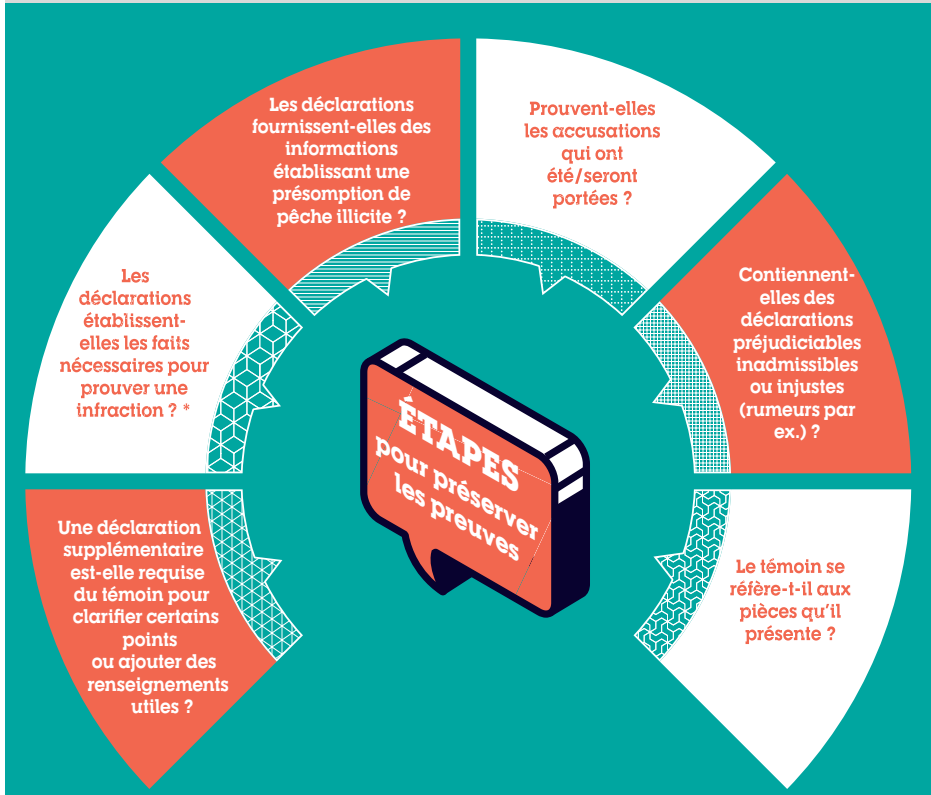 Les déclarations
fournissent-elles des
informations
établissant une
présomption de
pêche illicite ?
Prouvent-elles
les accusations
qui ont
été/seront
portées ?
Les
déclarations
établissent-
elles les faits
nécessaires pour
prouver une
infraction ? *
Contiennent-
elles des
déclarations
préjudiciables
inadmissibles
ou injustes
(rumeurs par
ex.) ?
ÉTAPES
pour préserver
les preuves
Une déclaration
supplémentaire
est-elle requise
du témoin pour
clarifier certains
points
ou ajouter des
renseignements
utiles ?
Le témoin se
réfère-t-il aux
pièces qu'il
présente ?